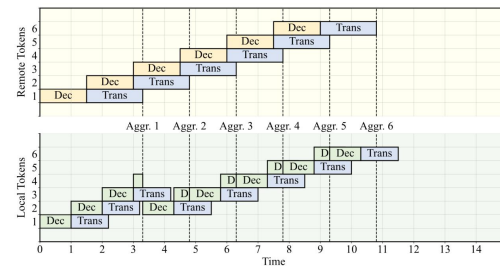 Remote Tokens
6
Dec Trans
5
Dec Trans
4
Dec Trans
3
Dec Trans
2
Dec Trans
1
Dec Trans
Aggr. 1 Aggr. 2 Aggr. 3 Aggr. 4 Aggr. 5 Aggr. 6
Local Tokens
6
D Dec Trans
5
D Dec Trans
4
D Dec Trans
3
Dec Trans D Dec Trans
2
Dec Trans Dec Trans
1
Dec Trans
0 1 2 3 4 5 6 7 8 9 10 11 12 13 14
Time